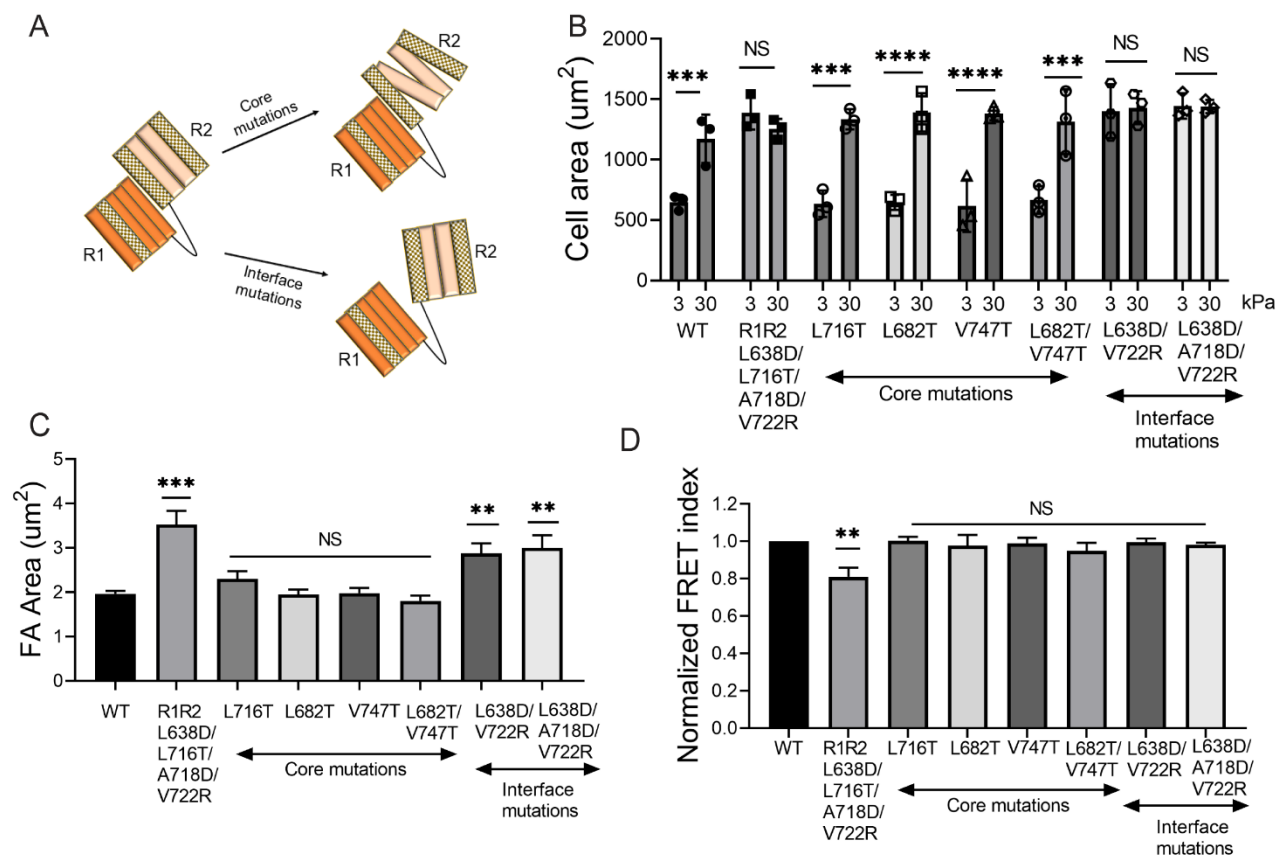 A
R2
Core
mutations
R2
R1
R1
Interface
mutations
R2
R1
B
Cell area (um²)
2000
1500
1000
500
0
*** NS *** **** **** *** NS NS
3 30 3 30 3 30 3 30 3 30 3 30 3 30 3 30 kPa
WT
R1R2
L638D/
L716T/
A718D/
V722R
L716T
L682T
V747T
L682T/
V747T
L638D/
V722R
L638D/
A718D/
V722R
Core mutations
Interface
mutations
C
FA Area (um²)
5
4
3
2
1
0
***
NS
**
**
WT
R1R2
L638D/
L716T/
A718D/
V722R
L716T
L682T
V747T
L682T/
V747T
L638D/
V722R
L638D/
A718D/
V722R
Core mutations
Interface
mutations
D
Normalized FRET index
1.2
1.0
0.8
0.6
0.4
0.2
0.0
**
NS
WT
R1R2
L638D/
L716T/
A718D/
V722R
L716T
L682T
V747T
L682T/
V747T
L638D/
V722R
L638D/
A718D/
V722R
Core mutations
Interface
mutations